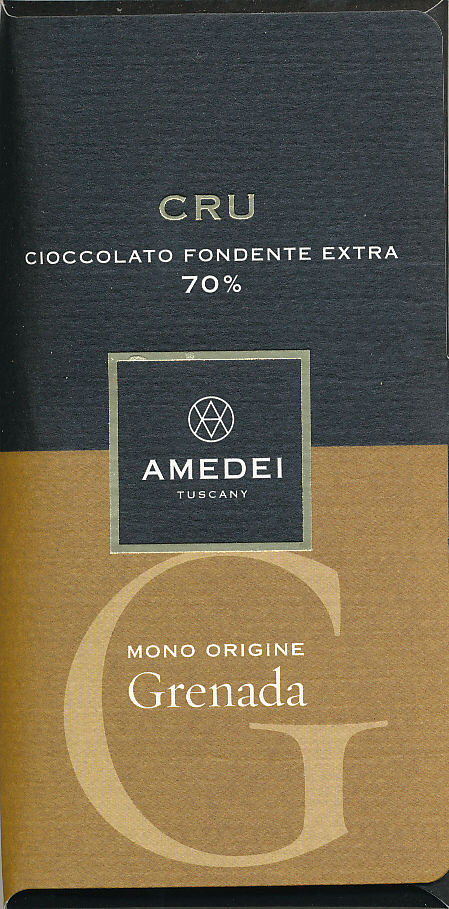 CRU
CIOCCOLATO FONDENTE EXTRA
70%
AMEDEI
TUSCANY
G
MONO ORIGINE
Grenada